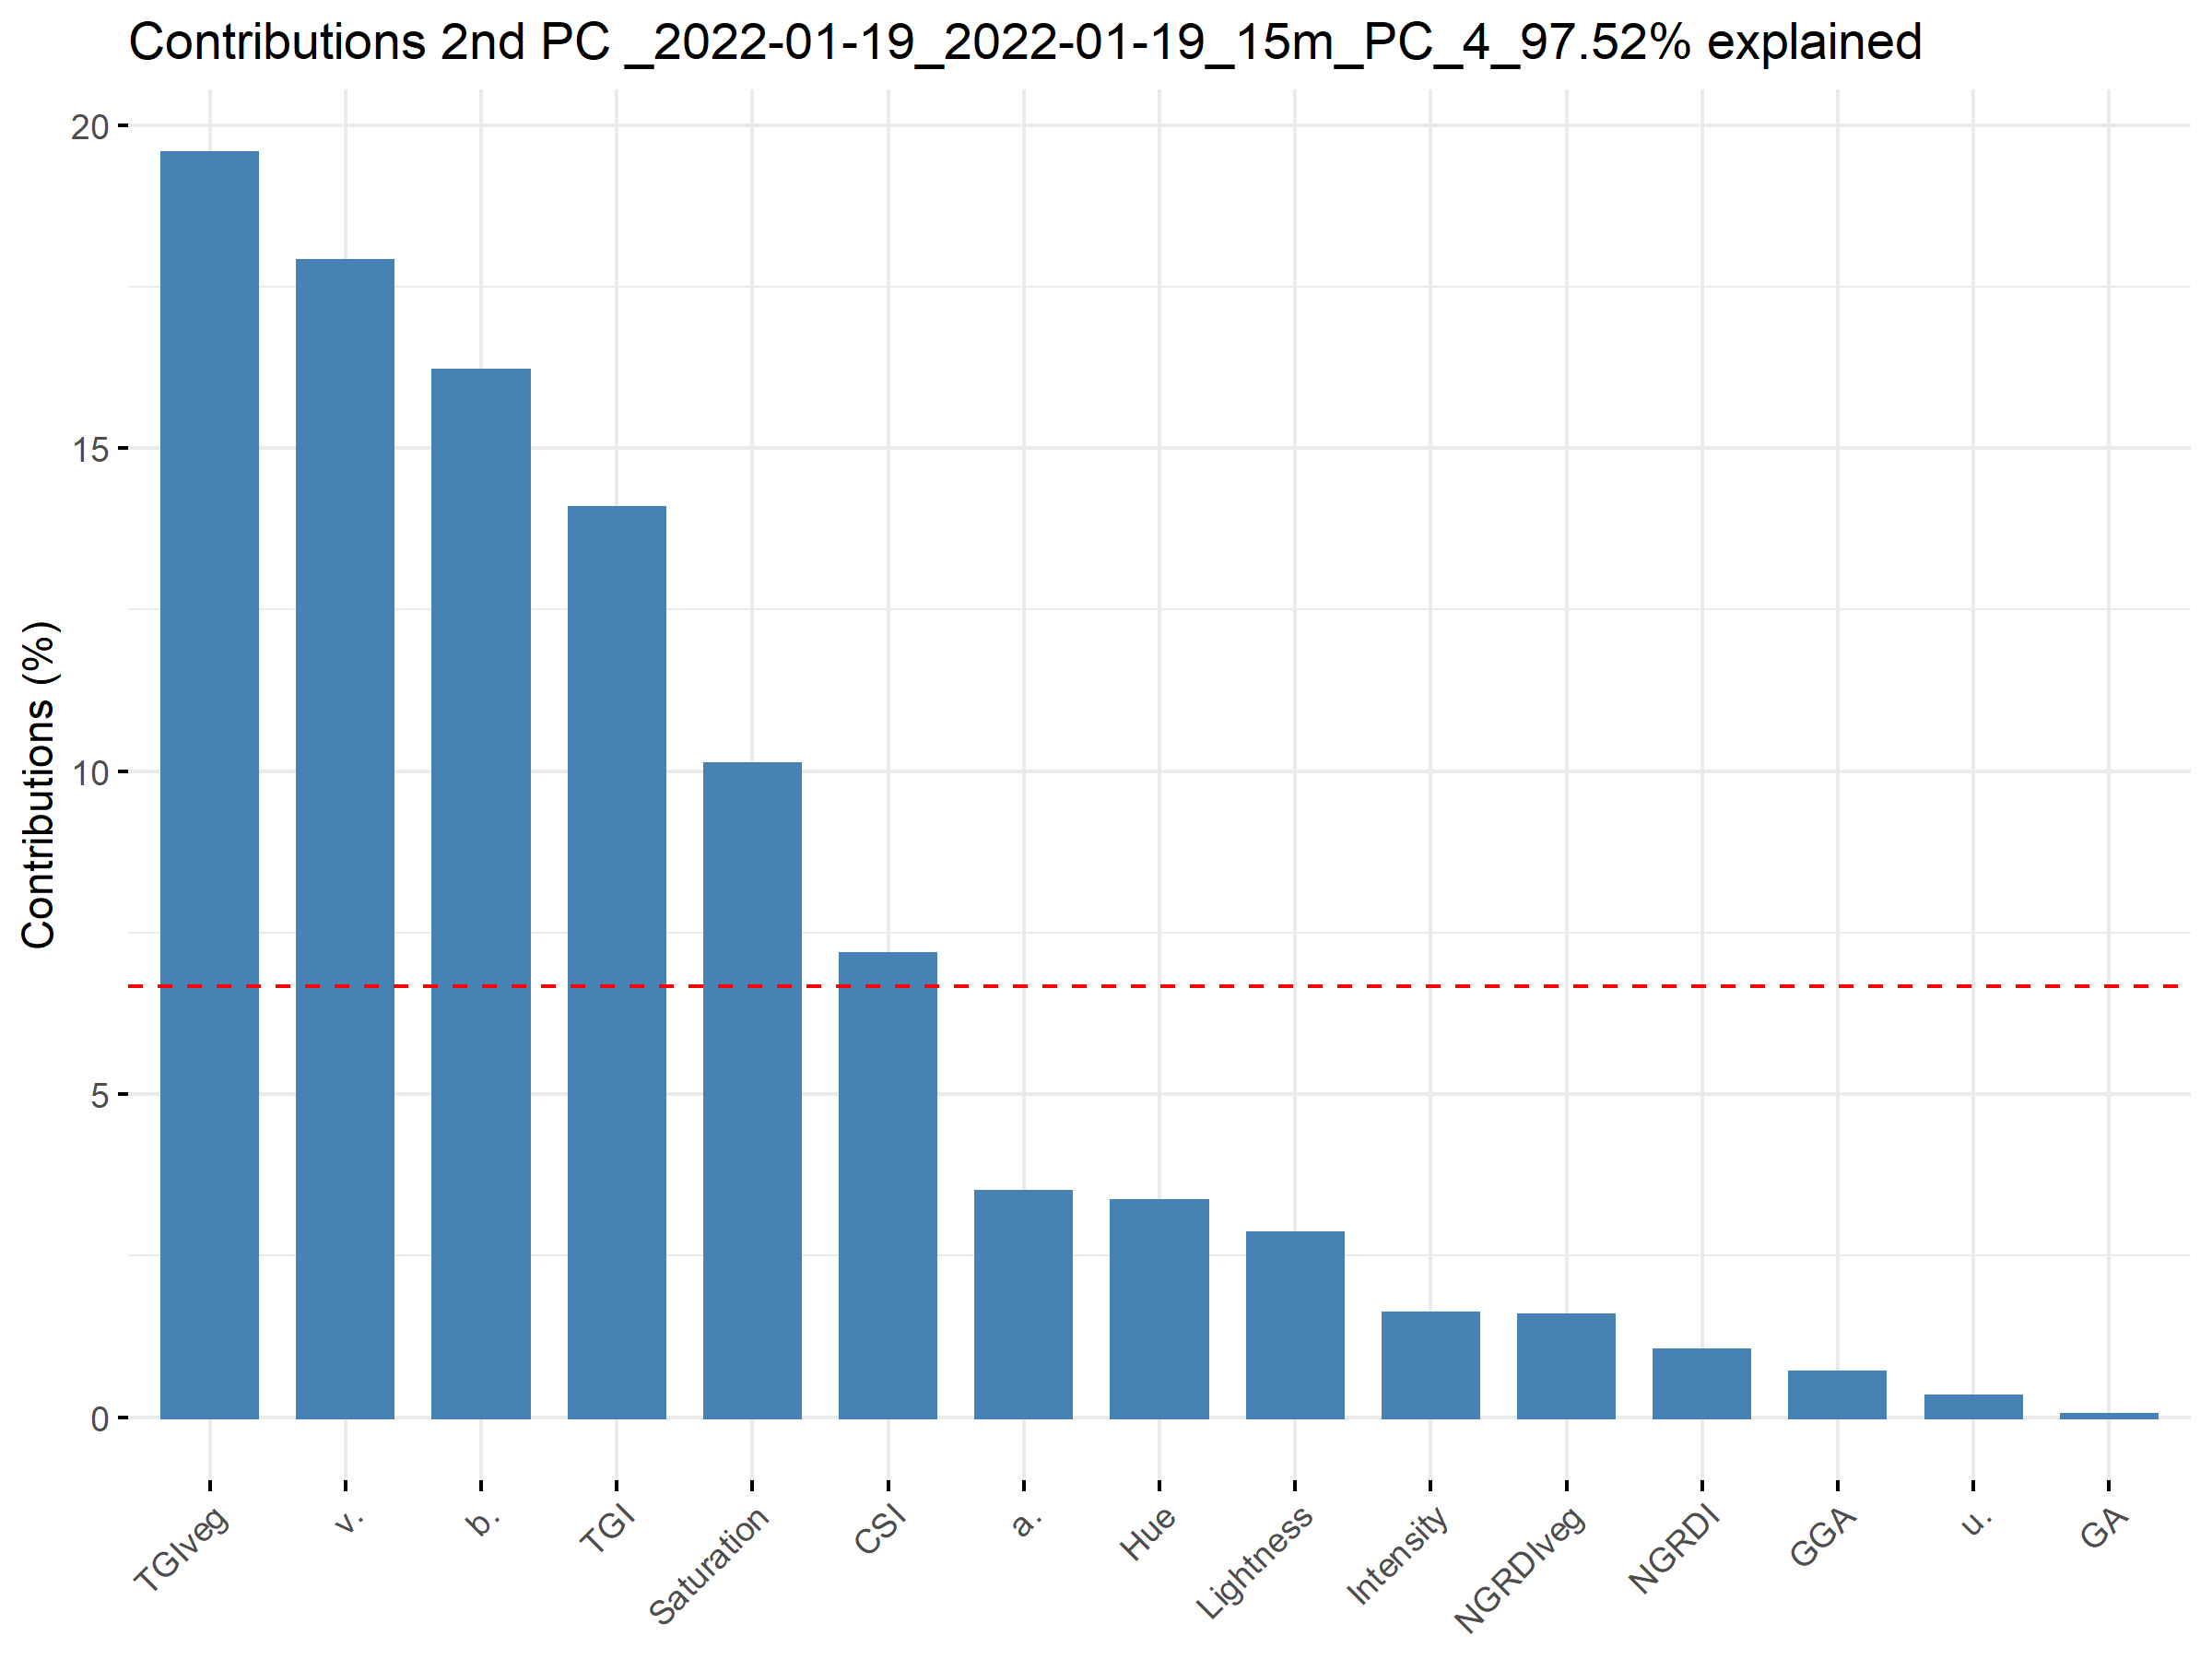 Contributions 2nd PC _2022-01-19_2022-01-19_15m_PC_4_97.52% explained
Contributions (%)
20
15
10
5
0
TGIveg
v.
b.
TGI
Saturation
CSI
a.
Hue
Lightness
Intensity
NGRDIveg
NGRDI
GGA
u.
GA